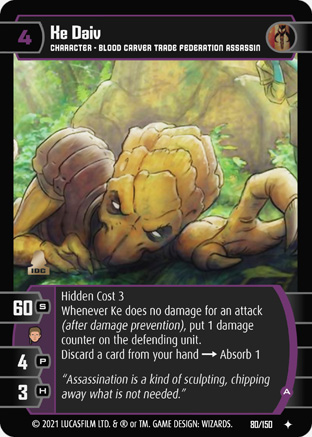 4
Ke Daiv
CHARACTER - BLOOD CARVER TRADE FEDERATION ASSASSIN
IDC
60 S
4 P
3 H
Hidden Cost 3
Whenever Ke does no damage for an attack
(after damage prevention), put 1 damage
counter on the defending unit.
Discard a card from your hand → Absorb 1
“Assassination is a kind of sculpting, chipping
away what is not needed.”
A
© 2021 LUCASFILM LTD. & ® or ™. GAME DESIGN: WIZARDS. 80/150